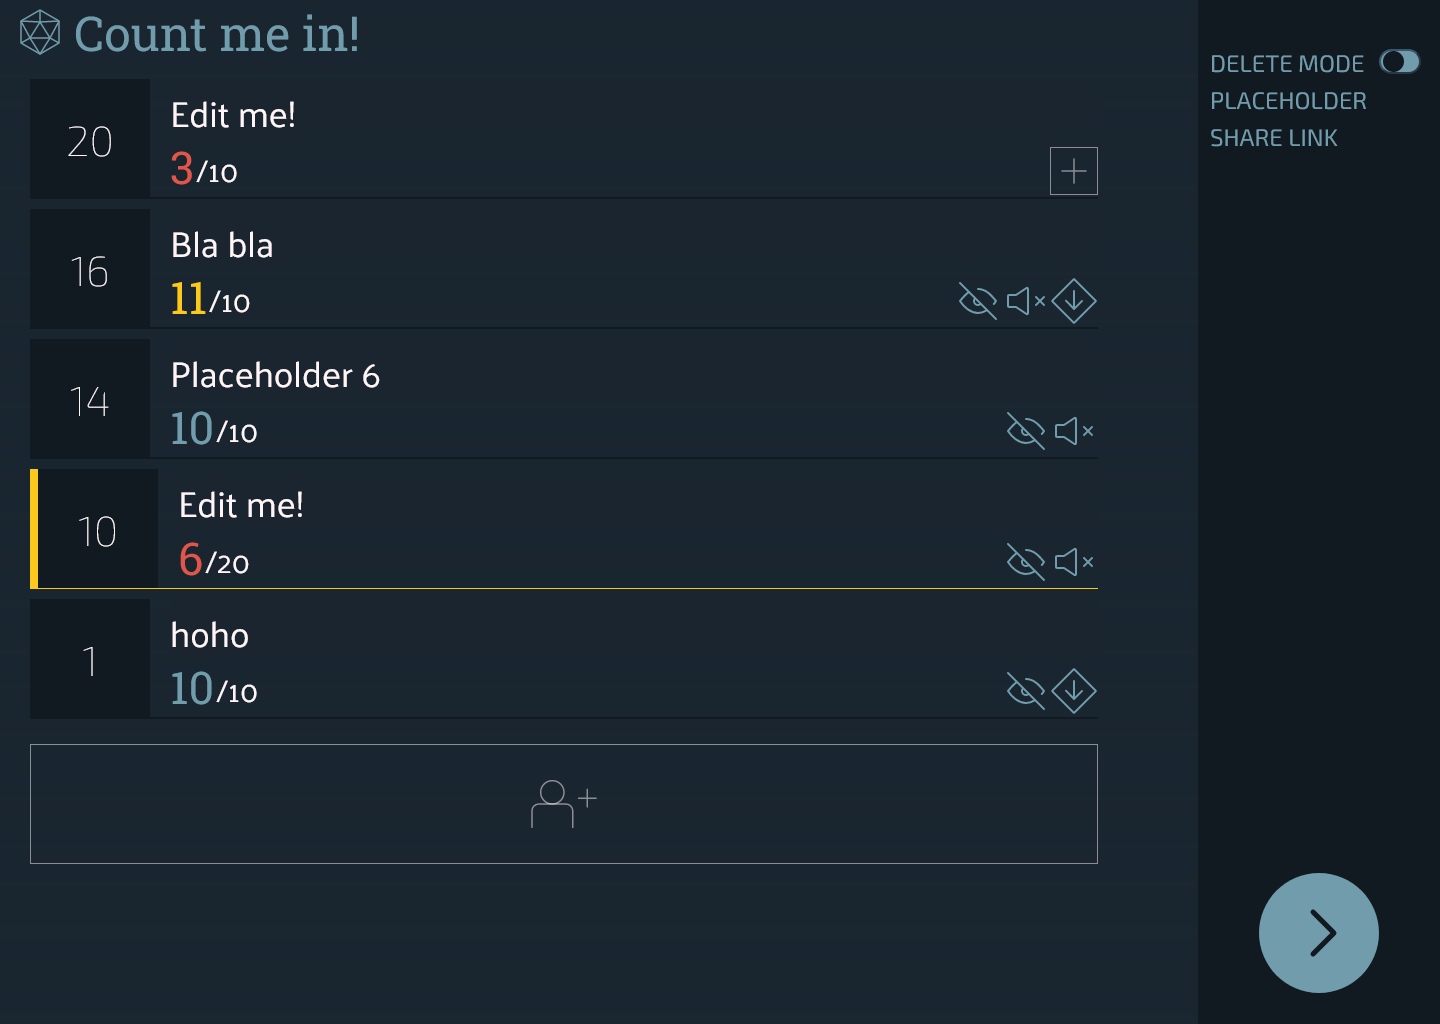 Count me in!
20
Edit me!
3/10
16
Bla bla
11/10
14
Placeholder 6
10/10
10
Edit me!
6/20
1
hoho
10/10
DELETE MODE
PLACEHOLDER
SHARE LINK